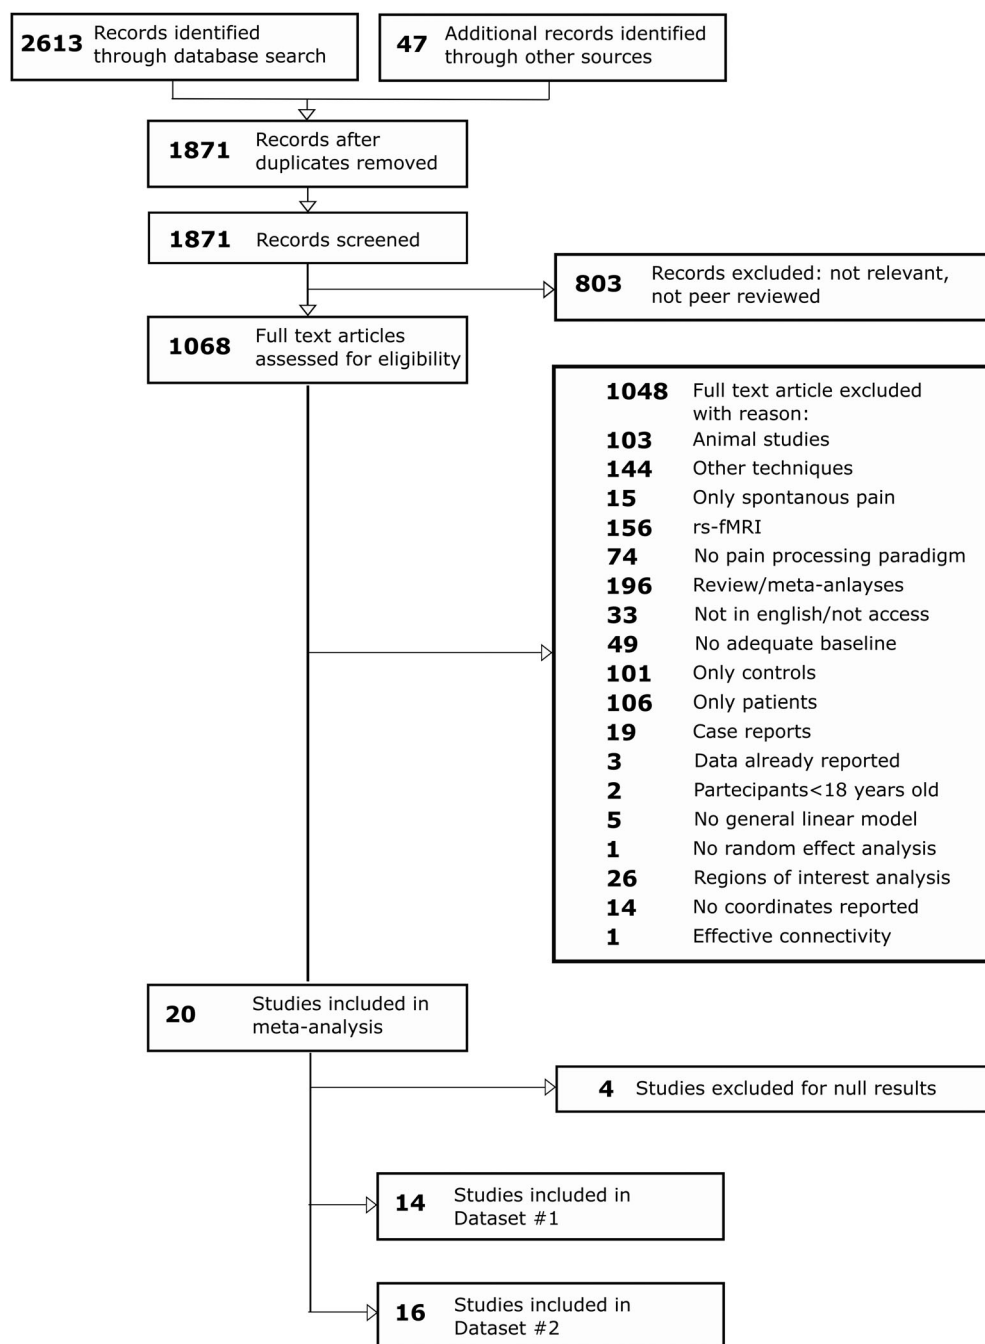 2613 Records identified
through database search
47 Additional records identified
through other sources
1871 Records after
duplicates removed
1871 Records screened
803 Records excluded: not relevant,
not peer reviewed
1068 Full text articles
assessed for eligibility
1048 Full text article excluded
with reason:
103 Animal studies
144 Other techniques
15 Only spontanous pain
156 rs-fMRI
74 No pain processing paradigm
196 Review/meta-anlayses
33 Not in english/not access
49 No adequate baseline
101 Only controls
106 Only patients
19 Case reports
3 Data already reported
2 Partecipants<18 years old
5 No general linear model
1 No random effect analysis
26 Regions of interest analysis
14 No coordinates reported
1 Effective connectivity
20 Studies included in
meta-analysis
4 Studies excluded for null results
14 Studies included in
Dataset #1
16 Studies included in
Dataset #2